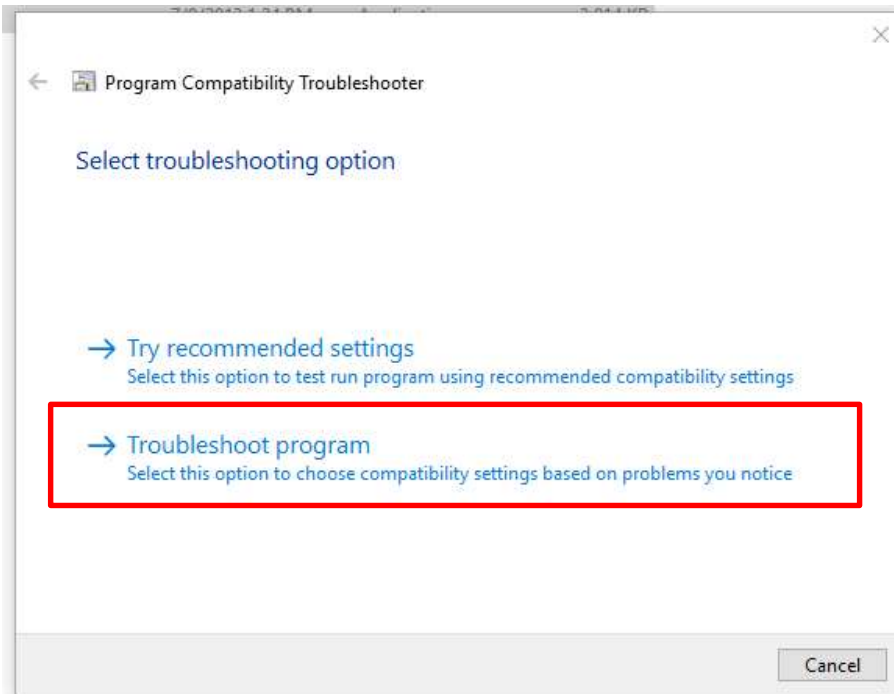 Program Compatibility Troubleshooter
Select troubleshooting option
Try recommended settings
Select this option to test run program using recommended compatibility settings
Troubleshoot program
Select this option to choose compatibility settings based on problems you notice
Cancel